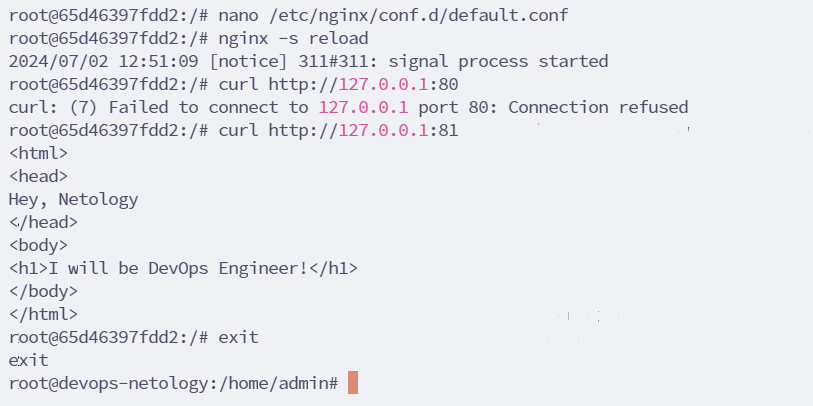 root@65d46397fdd2:/# nano /etc/nginx/conf.d/default.conf
root@65d46397fdd2:/# nginx -s reload
2024/07/02 12:51:09 [notice] 311#311: signal process started
root@65d46397fdd2:/# curl http://127.0.0.1:80
curl: (7) Failed to connect to 127.0.0.1 port 80: Connection refused
root@65d46397fdd2:/# curl http://127.0.0.1:81
<html>
<head>
Hey, Netology
</head>
<body>
<h1>I will be DevOps Engineer!</h1>
</body>
</html>
root@65d46397fdd2:/# exit
exit
root@devops-netology:/home/admin#